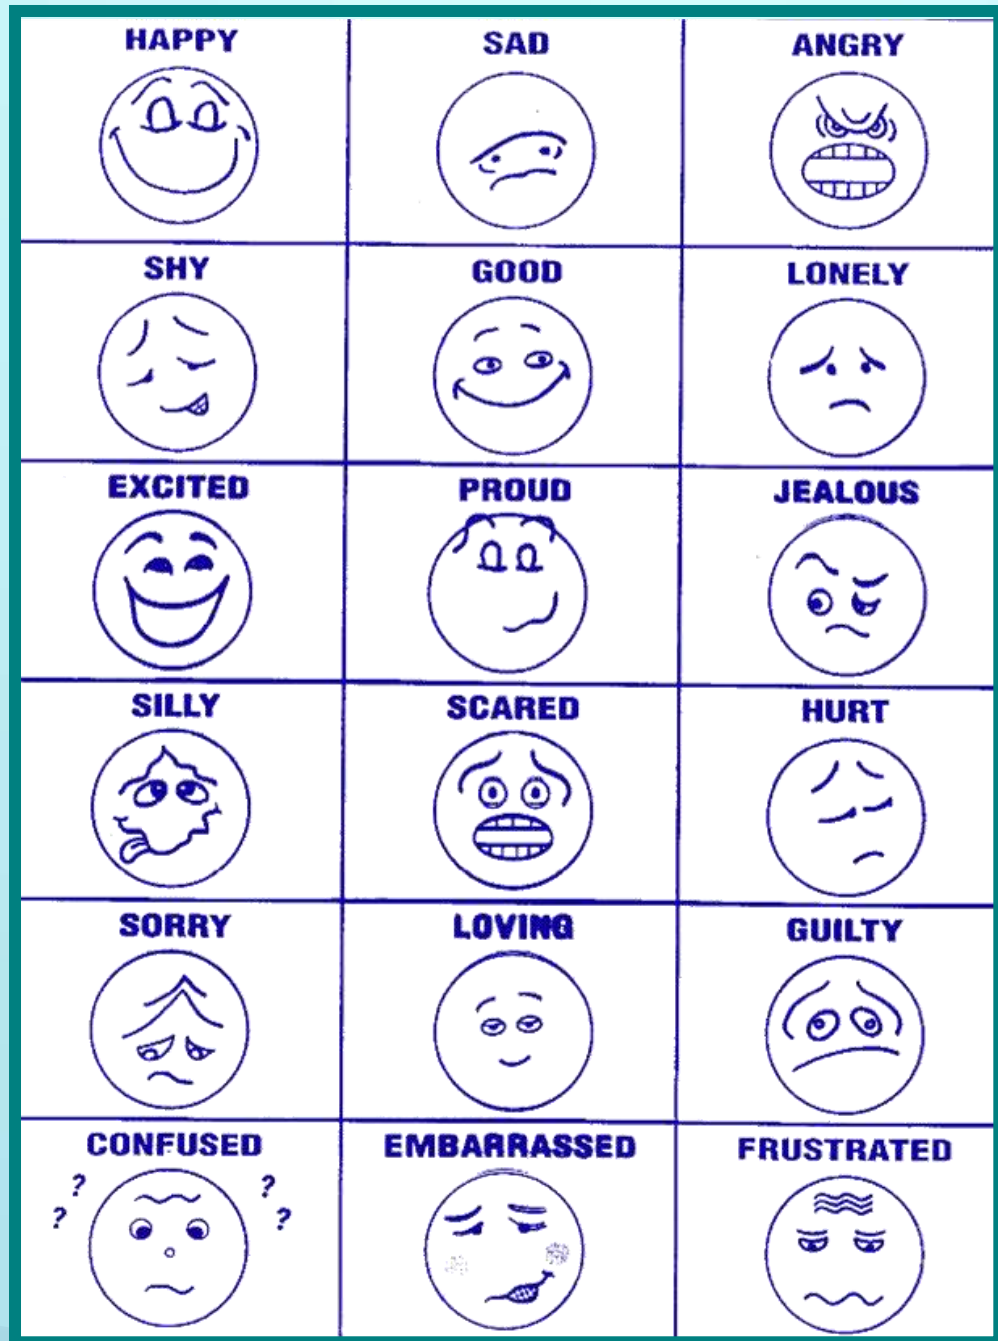 HAPPY SAD ANGRY
SHY GOOD LONELY
EXCITED PROUD JEALOUS
SILLY SCARED HURT
SORRY LOVING GUILTY
CONFUSED EMBARRASSED FRUSTRATED
? ?
? ?